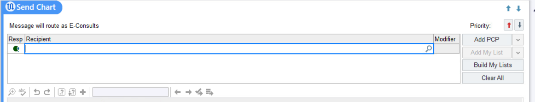 Send Chart
Message will route as E-Consults
Priority:
Resp Recipient Modifier
Add PCP
Add My List
Build My Lists
Clear All